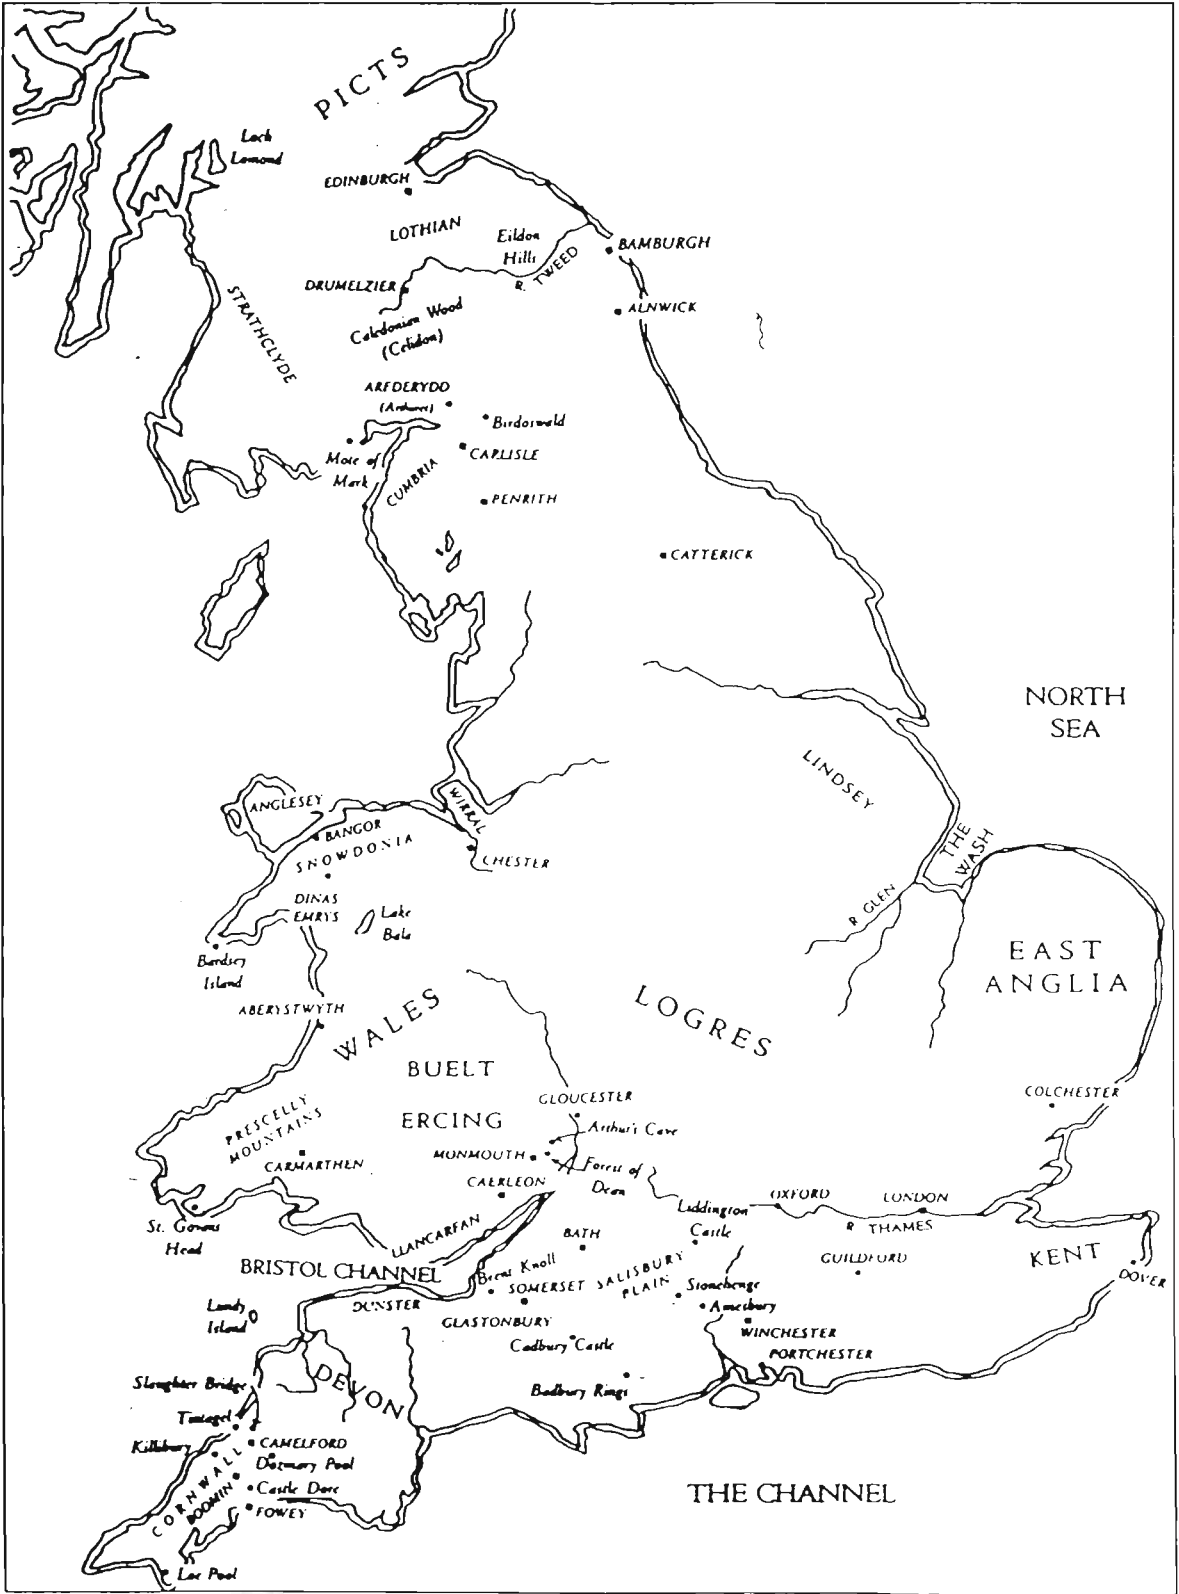 PICTS
Loch
Lomond
EDINBURGH
LOTHIAN
Eildon
Hills
BAMBURGH
R. TWEED
DRUMELZIER
ALNWICK
STRATHCLYDE
Caledonian Wood
(Celidon)
ARFDERYDD
(Arthuret)
Birdoswald
CARLISLE
Mote of
Mark
CUMBRIA
PENRITH
CATTERICK
NORTH
SEA
LINDSEY
ANGLESEY
WIRRAL
BANGOR
SNOWDONIA
CHESTER
THE
WASH
DINAS
EMRYS
Lake
Bala
R. GLEN
Bardsey
Island
EAST
ANGLIA
ABERYSTWYTH
WALES
LOGRES
BUELT
COLCHESTER
GLOUCESTER
PRESCELLY
MOUNTAINS
ERCING
Arthur's Cave
MONMOUTH
CARMARTHEN
Forest of
Dean
CAERLEON
OXFORD
LONDON
St. Govans
Head
Liddington
Castle
R. THAMES
LLANCARFAN
BATH
GUILDFORD
KENT
BRISTOL CHANNEL
Brent Knoll
SOMERSET
SALISBURY
PLAIN
DOVER
Stonehenge
Lundy
Island
DUNSTER
Amesbury
GLASTONBURY
WINCHESTER
Cadbury Castle
PORTCHESTER
Slaughter Bridge
DEVON
Badbury Rings
Tintagel
Killibury
CAMELFORD
Dozmary Pool
CORNWALL
BODMIN
Castle Dore
THE CHANNEL
FOWEY
Loe Pool